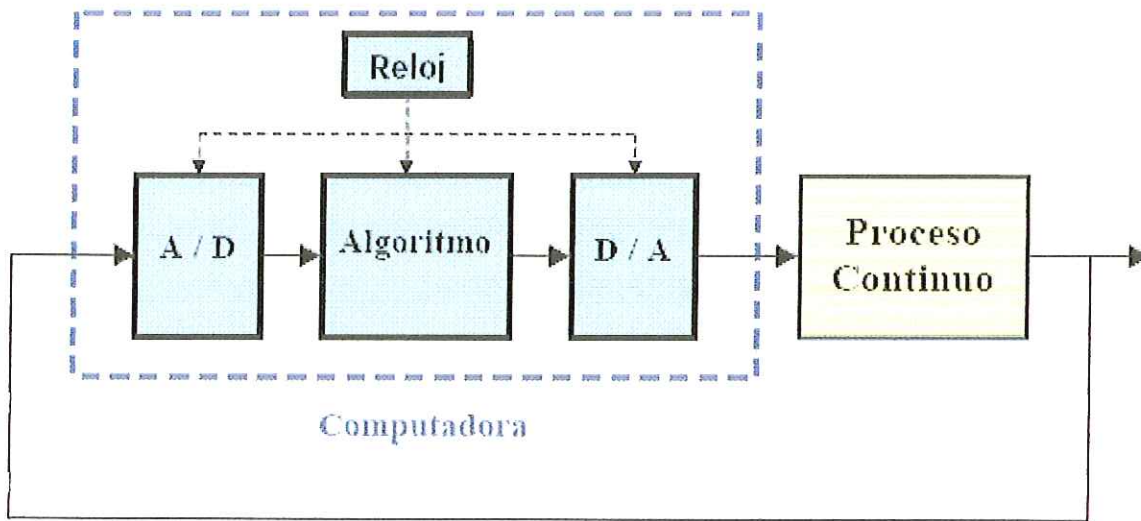 Reloj
A / D
Algoritmo
D / A
Proceso
Continuo
Computadora